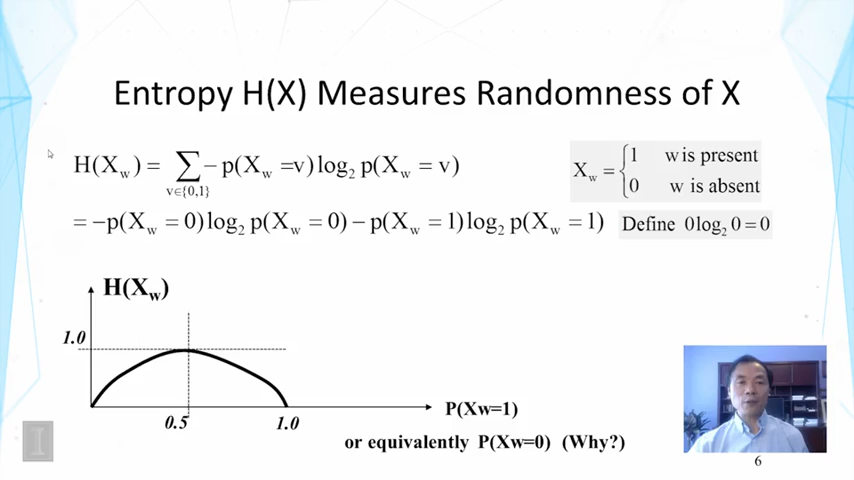 Entropy H(X) Measures Randomness of X
H(X_w) = ∑_{v∈{0,1}} − p(X_w =v) log_2 p(X_w = v)
X_w = { 1 w is present
0 w is absent
= −p(X_w = 0) log_2 p(X_w = 0) − p(X_w = 1) log_2 p(X_w = 1)
Define 0log_2 0 = 0
H(X_w)
1.0
0.5 1.0
P(Xw=1)
or equivalently P(Xw=0) (Why?)
I
6